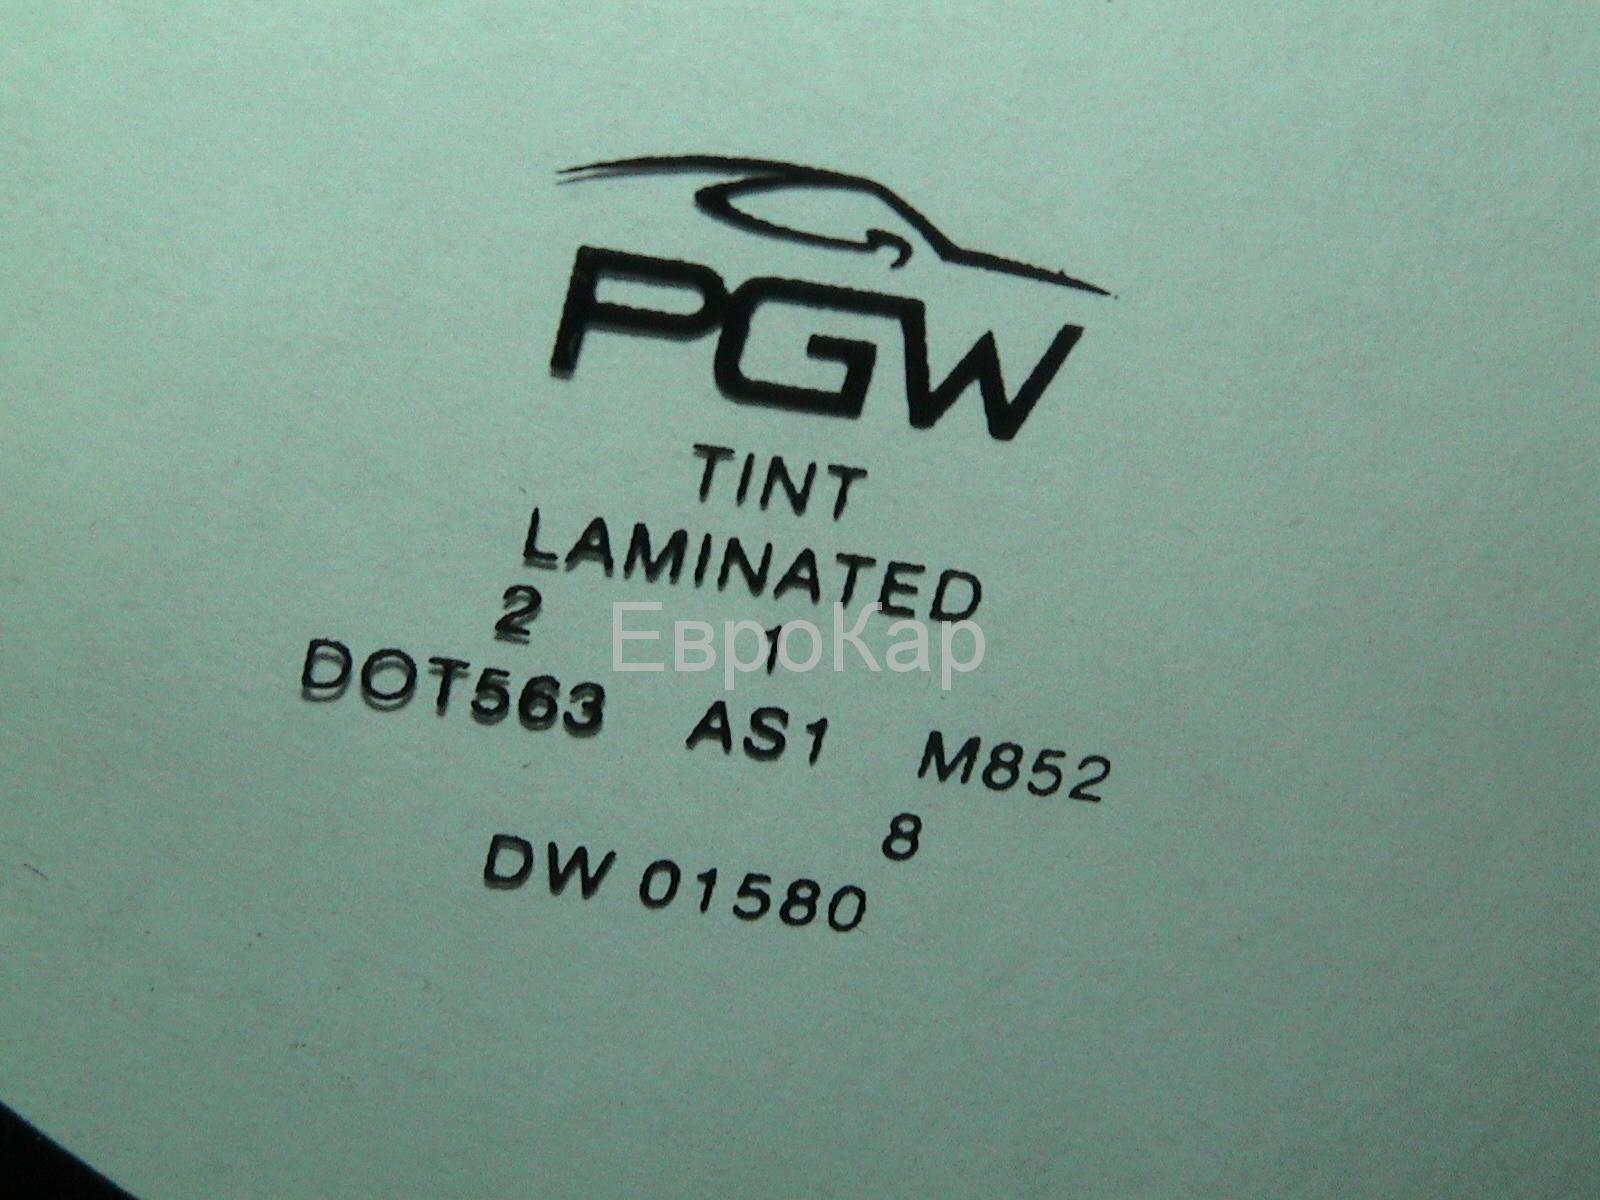 PGW
TINT
LAMINATED
2 1
ЕвроКар
DOT563 AS1 M852
8
DW 01580